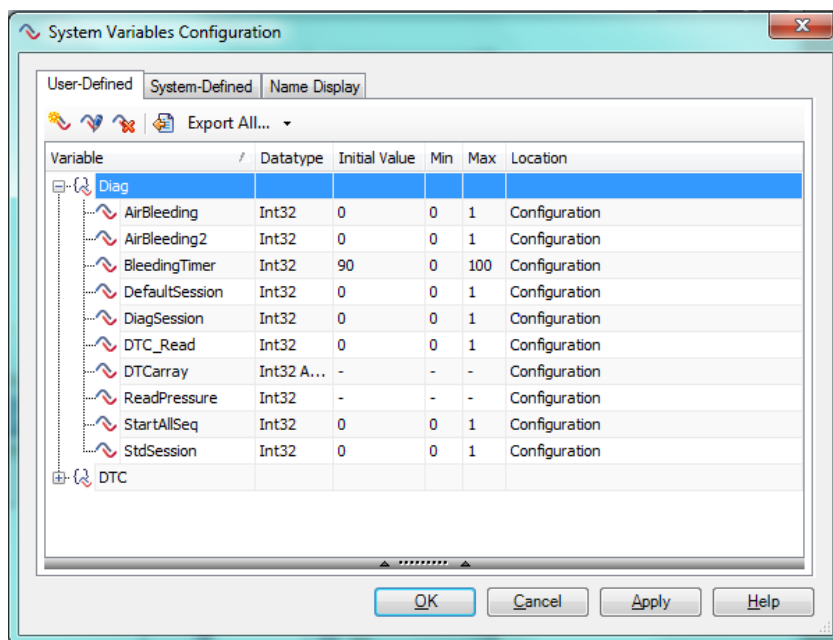 System Variables Configuration
User-Defined System-Defined Name Display
Export All...
Variable / Datatype Initial Value Min Max Location
Diag
AirBleeding Int32 0 0 1 Configuration
AirBleeding2 Int32 0 0 1 Configuration
BleedingTimer Int32 90 0 100 Configuration
DefaultSession Int32 0 0 1 Configuration
DiagSession Int32 0 0 1 Configuration
DTC_Read Int32 0 0 1 Configuration
DTCarray Int32 A... - - - Configuration
ReadPressure Int32 - - - Configuration
StartAllSeq Int32 0 0 1 Configuration
StdSession Int32 0 0 1 Configuration
DTC
OK Cancel Apply Help